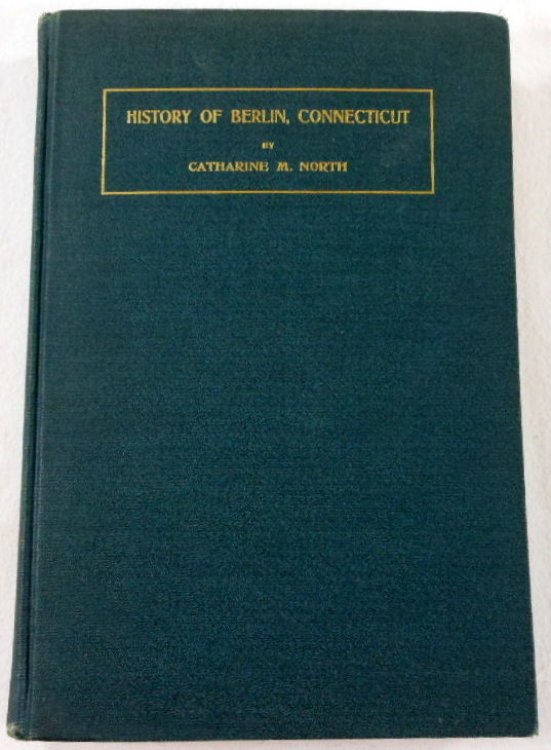 HISTORY OF BERLIN, CONNECTICUT
BY
CATHARINE M. NORTH